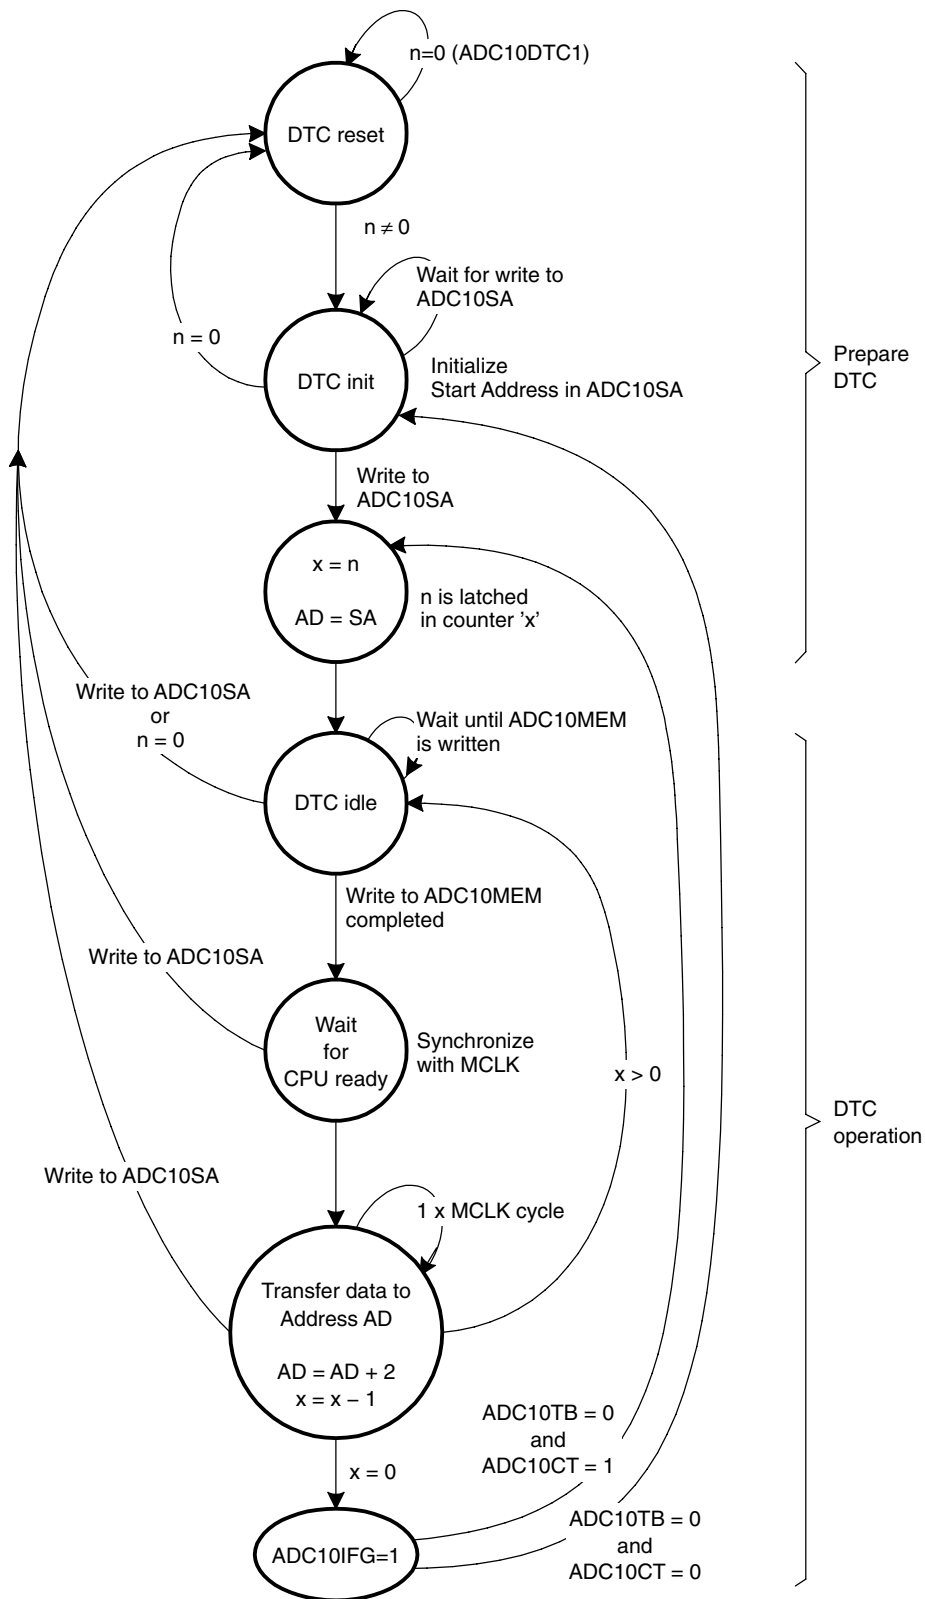 n=0 (ADC10DTC1)
DTC reset
n ≠ 0
Wait for write to
ADC10SA
n = 0
DTC init
Initialize
Start Address in ADC10SA
Prepare
DTC
Write to
ADC10SA
x = n
AD = SA
n is latched
in counter ’x’
Write to ADC10SA
or
n = 0
Wait until ADC10MEM
is written
DTC idle
Write to ADC10MEM
completed
Write to ADC10SA
Wait
for
CPU ready
Synchronize
with MCLK
x > 0
DTC
operation
Write to ADC10SA
1 x MCLK cycle
Transfer data to
Address AD
AD = AD + 2
x = x − 1
ADC10TB = 0
and
ADC10CT = 1
x = 0
ADC10IFG=1
ADC10TB = 0
and
ADC10CT = 0